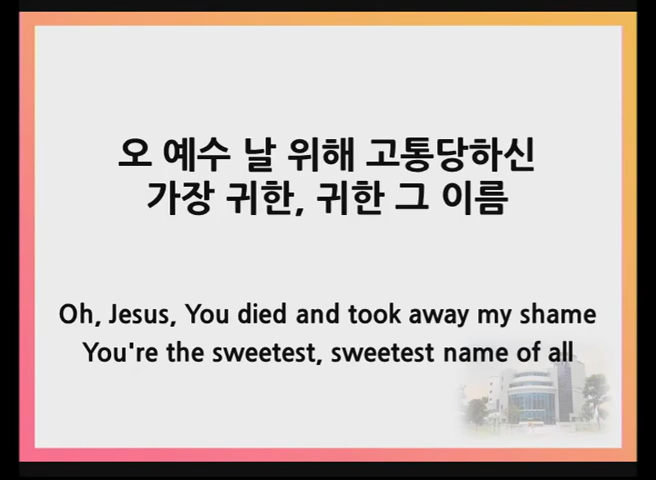 오 예수 날 위해 고통당하신
가장 귀한, 귀한 그 이름
Oh, Jesus, You died and took away my shame
You're the sweetest, sweetest name of all